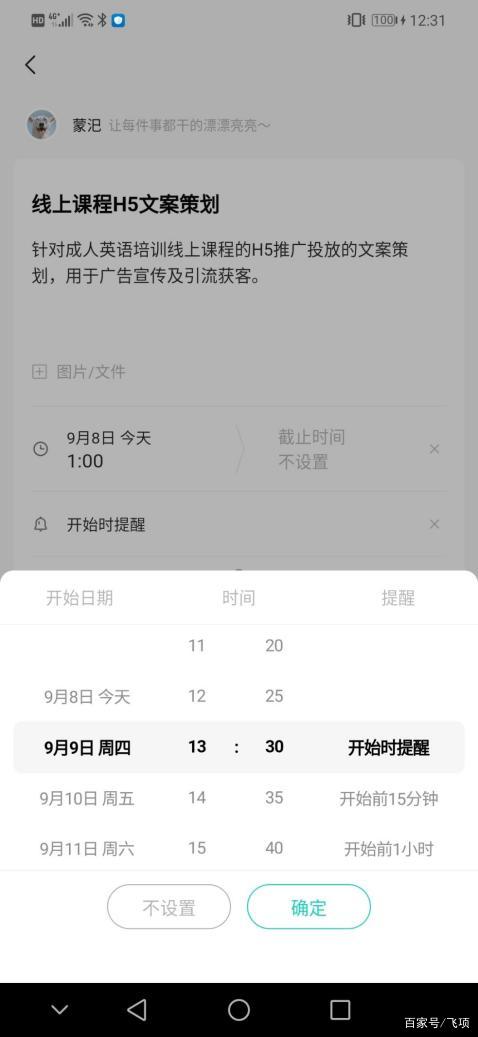 HD 4G+ 100 12:31
蒙汜 让每件事都干的漂漂亮亮～
线上课程H5文案策划
针对成人英语培训线上课程的H5推广投放的文案策
划，用于广告宣传及引流获客。
图片/文件
9月8日 今天 截止时间
1:00 不设置
开始时提醒
开始日期 时间 提醒
11 20
9月8日 今天 12 25
9月9日 周四 13 : 30 开始时提醒
9月10日 周五 14 35 开始前15分钟
9月11日 周六 15 40 开始前1小时
不设置 确定
百家号/飞项